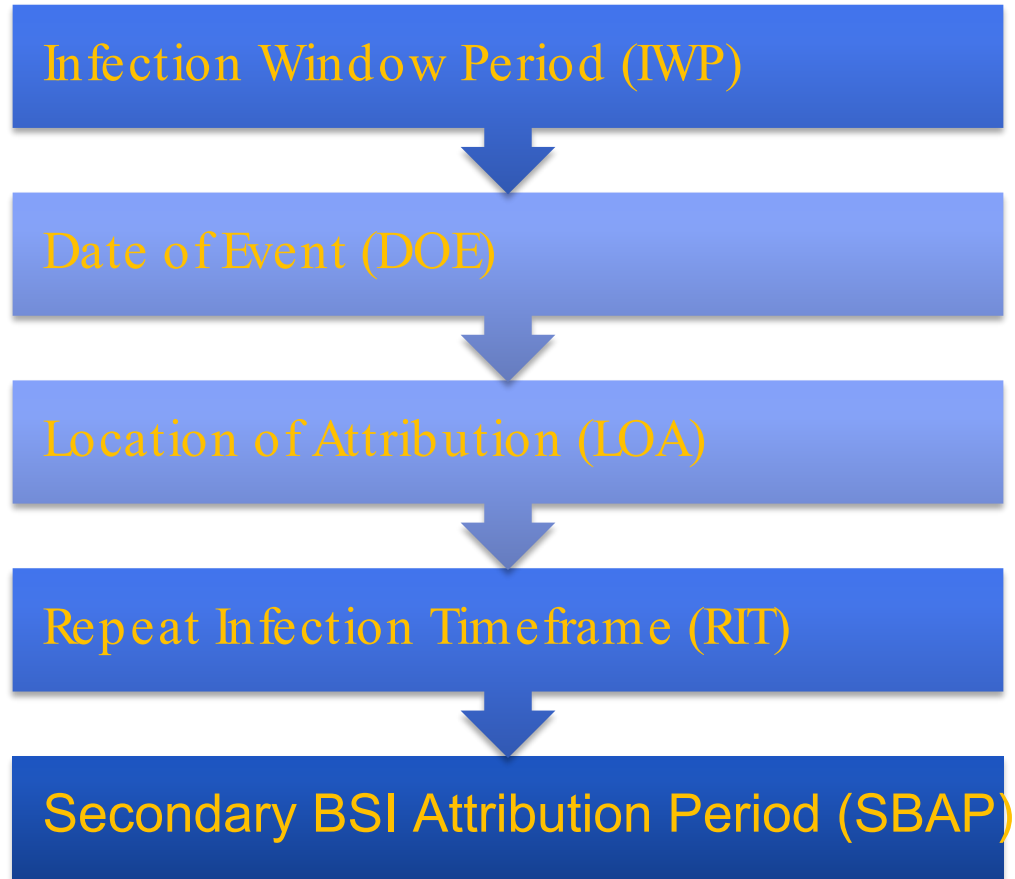 Infection Window Period (IWP)
Date of Event (DOE)
Location of Attribution (LOA)
Repeat Infection Timeframe (RIT)
Secondary BSI Attribution Period (SBAP)